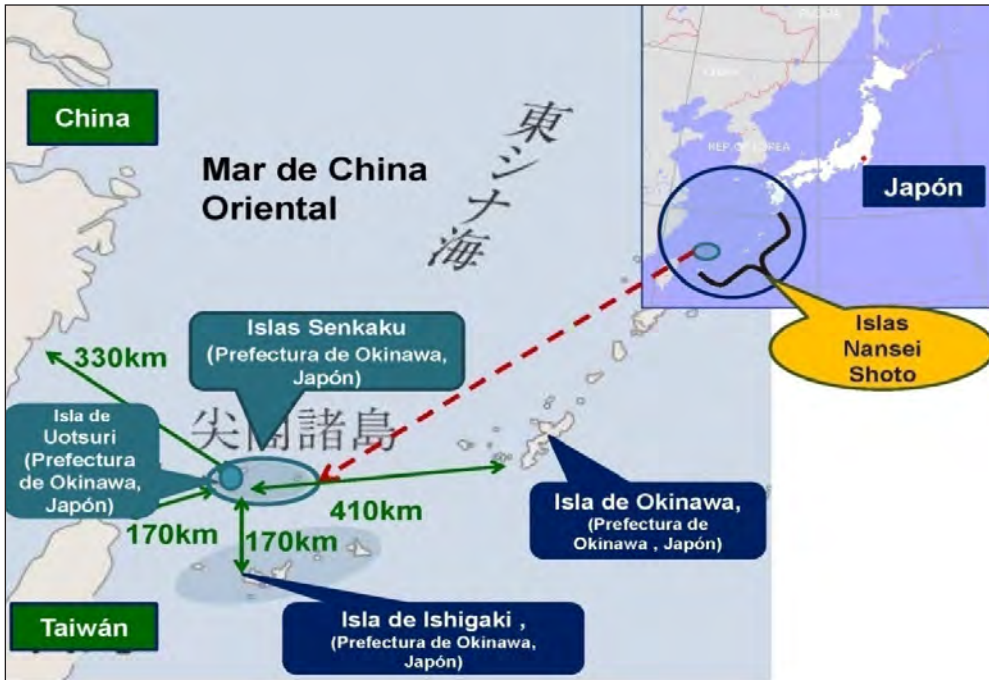 China
Mar de China
Oriental
東シナ海
REP. OF KOREA
Japón
Islas
Nansei
Shoto
Islas Senkaku
(Prefectura de Okinawa,
Japón)
330km
Isla de
Uotsuri
(Prefectura
de Okinawa,
Japón)
尖閣諸島
410km
170km
170km
Isla de Okinawa,
(Prefectura de
Okinawa , Japón)
Taiwán
Isla de Ishigaki ,
(Prefectura de Okinawa,
Japón)